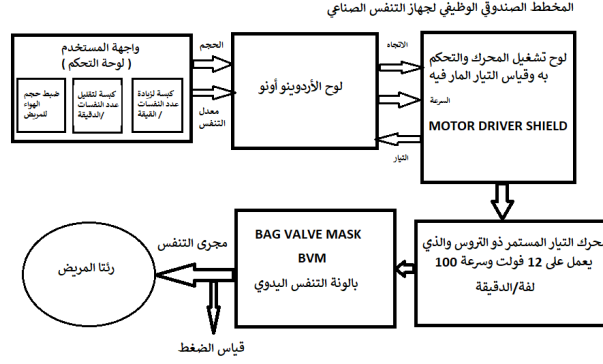 المخطط الصندوقي الوظيفي لجهاز التنفس الصناعي
واجهة المستخدم
( لوحة التحكم )
كبسة لزيادة
عدد النفسات
/ القيقة
كبسة لتقليل
عدد النفسات
/الدقيقة
ضبط حجم
الهواء
للمريض
الحجم
معدل
التنفس
لوح الأردوينو أونو
الاتجاه
السرعة
التيار
لوح تشغيل المحرك والتحكم
به وقياس التيار المار فيه
MOTOR DRIVER SHIELD
محرك التيار المستمر ذو التروس والذي
يعمل على 12 فولت وسرعة 100
لفة/الدقيقة
BAG VALVE MASK
BVM
بالونة التنفس اليدوي
مجرى التنفس
قياس الضغط
رئتا المريض